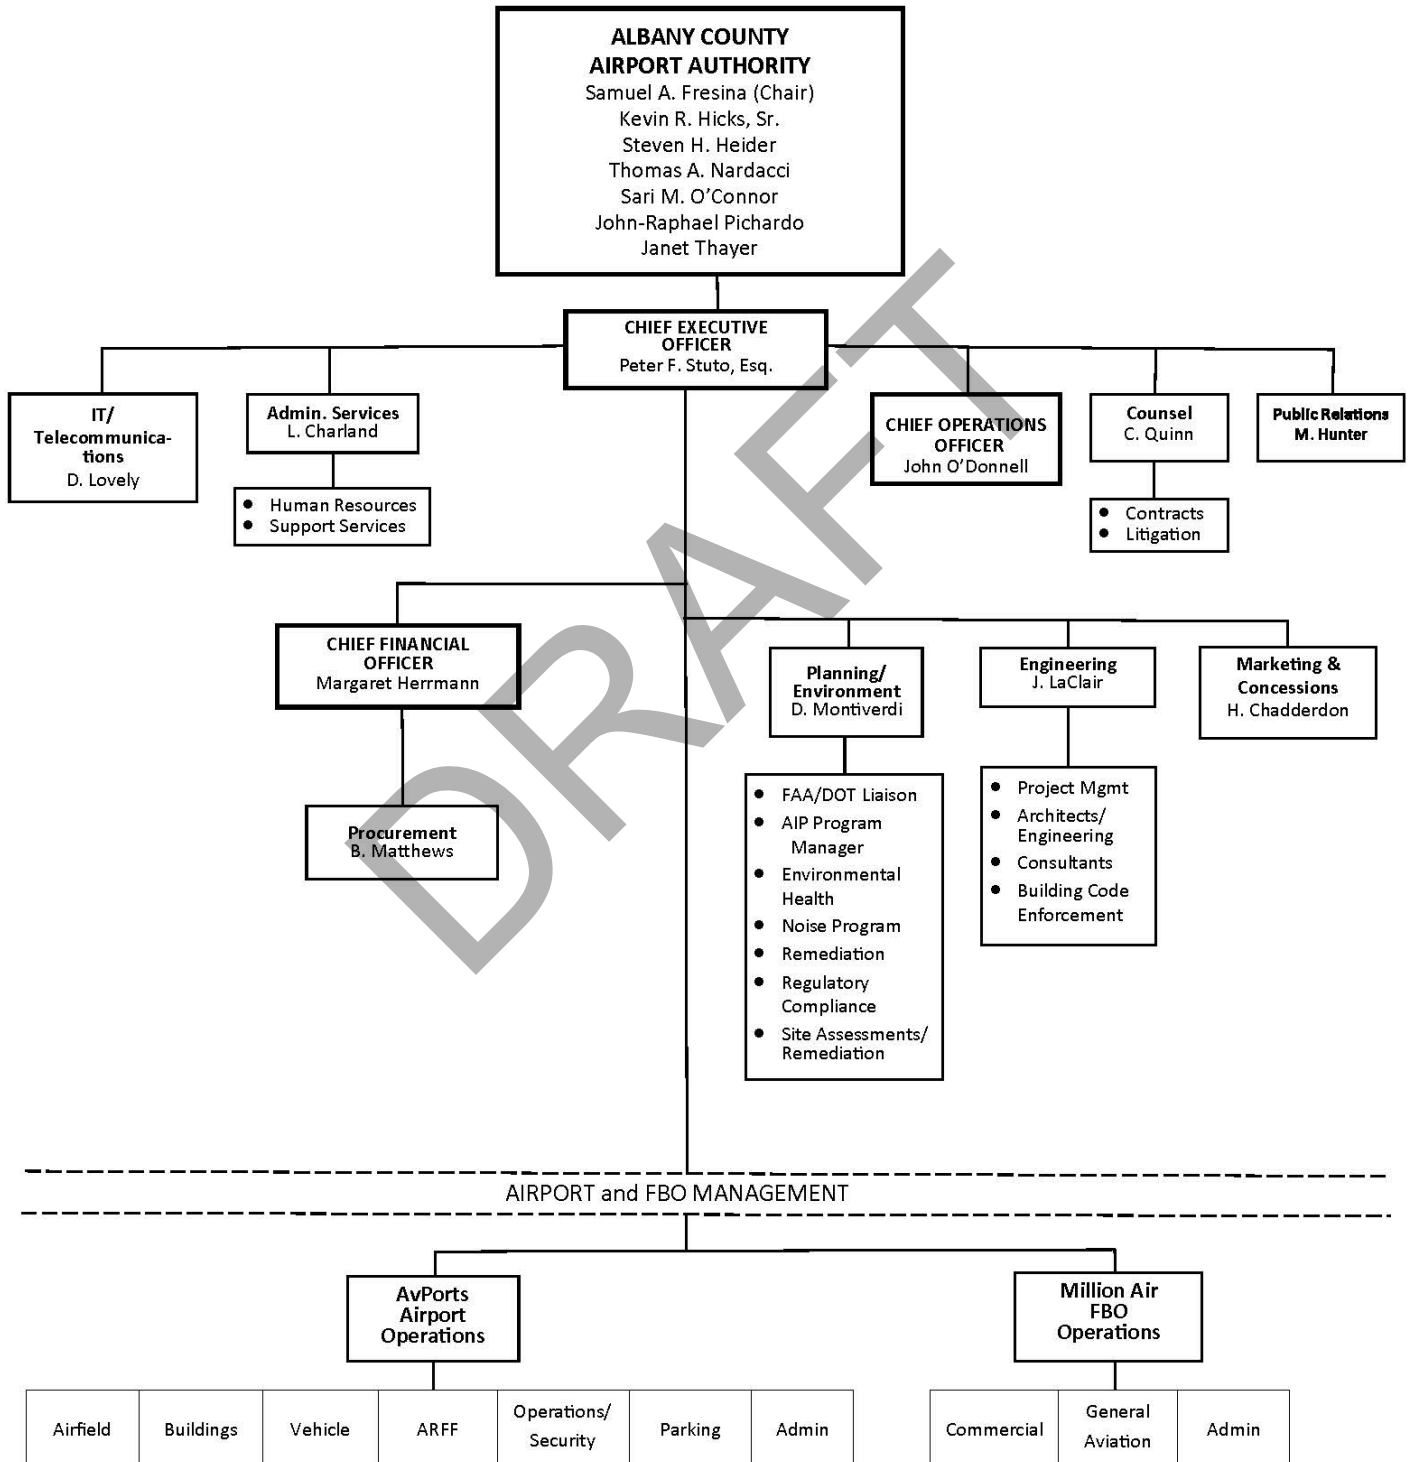 ALBANY COUNTY
AIRPORT AUTHORITY
Samuel A. Fresina (Chair)
Kevin R. Hicks, Sr.
Steven H. Heider
Thomas A. Nardacci
Sari M. O’Connor
John-Raphael Pichardo
Janet Thayer
CHIEF EXECUTIVE
OFFICER
Peter F. Stuto, Esq.
IT/
Telecommunica-
tions
D. Lovely
Admin. Services
L. Charland
• Human Resources
• Support Services
CHIEF OPERATIONS
OFFICER
John O’Donnell
Counsel
C. Quinn
• Contracts
• Litigation
Public Relations
M. Hunter
CHIEF FINANCIAL
OFFICER
Margaret Herrmann
Procurement
B. Matthews
Planning/
Environment
D. Montiverdi
• FAA/DOT Liaison
• AIP Program
Manager
• Environmental
Health
• Noise Program
• Remediation
• Regulatory
Compliance
• Site Assessments/
Remediation
Engineering
J. LaClair
• Project Mgmt
• Architects/
Engineering
• Consultants
• Building Code
Enforcement
Marketing &
Concessions
H. Chadderdon
DRAFT
AIRPORT and FBO MANAGEMENT
AvPorts
Airport
Operations
Airfield
Buildings
Vehicle
ARFF
Operations/
Security
Parking
Admin
Million Air
FBO
Operations
Commercial
General
Aviation
Admin